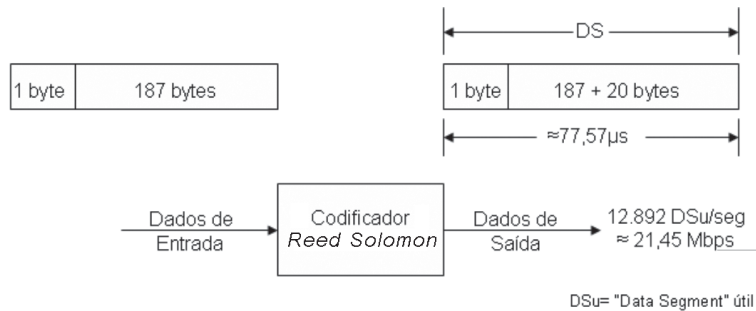 DS
1 byte 187 bytes
1 byte 187 + 20 bytes
≈77,57µs
Dados de
Entrada
Codificador
Reed Solomon
Dados de
Saída
12.892 DSu/seg
≈ 21,45 Mbps
DSu= "Data Segment" útil